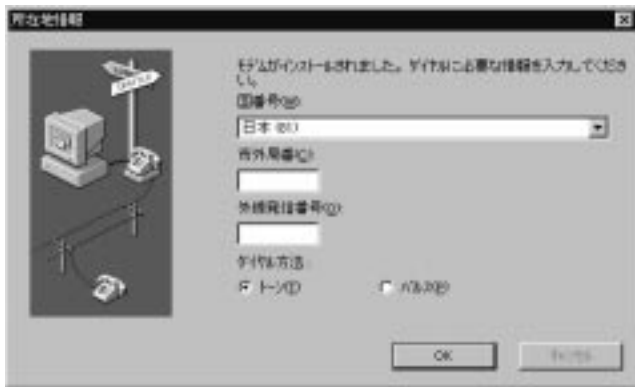 所在地情報
モデムがインストールされました。ダイヤルに必要な情報を入力してください。
国番号(W):
日本 (81)
市外局番(C):
外線発信番号(O):
ダイヤル方法:
トーン(T)
パルス(P)
OK
キャンセル